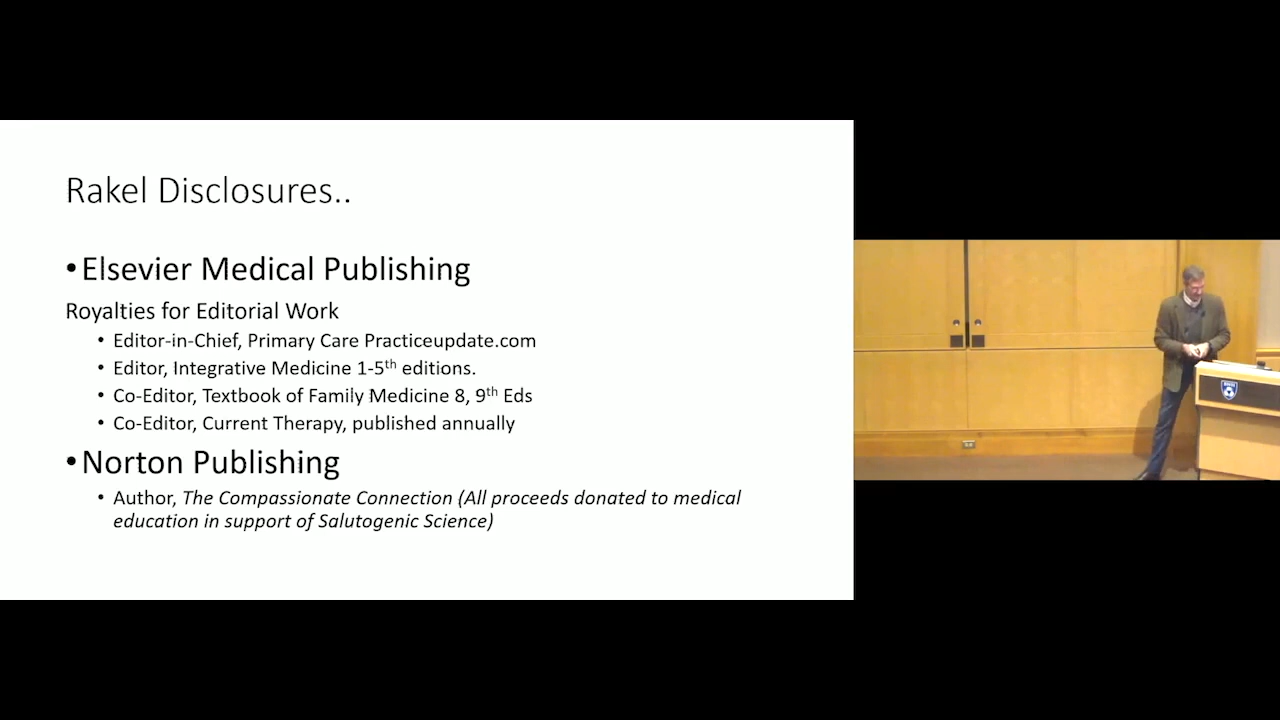 Rakel Disclosures..
•Elsevier Medical Publishing
Royalties for Editorial Work
• Editor-in-Chief, Primary Care Practiceupdate.com
• Editor, Integrative Medicine 1-5th editions.
• Co-Editor, Textbook of Family Medicine 8, 9th Eds
• Co-Editor, Current Therapy, published annually
•Norton Publishing
• Author, The Compassionate Connection (All proceeds donated to medical
education in support of Salutogenic Science)